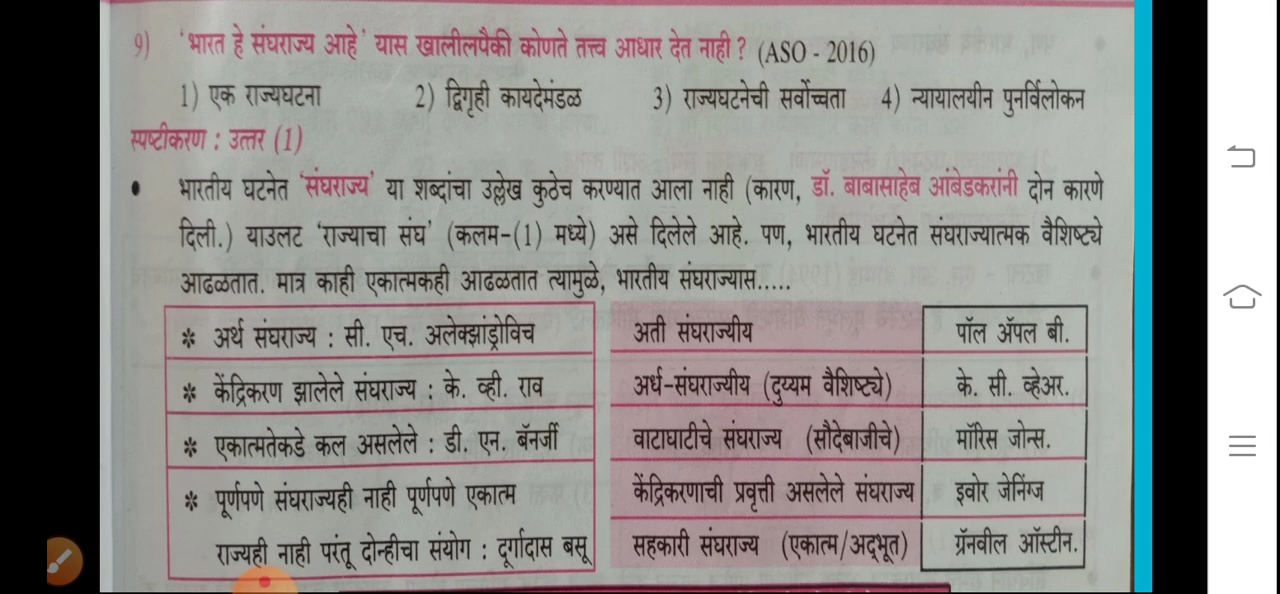 9) 'भारत हे संघराज्य आहे' यास खालीलपैकी कोणते तत्त्व आधार देत नाही? (ASO - 2016)
1) एक राज्यघटना 2) द्विगृही कायदेमंडळ 3) राज्यघटनेची सर्वोच्चता 4) न्यायालयीन पुनर्विलोकन
स्पष्टीकरण : उत्तर (1)
• भारतीय घटनेत 'संघराज्य' या शब्दांचा उल्लेख कुठेच करण्यात आला नाही (कारण, डॉ. बाबासाहेब आंबेडकरांनी दोन कारणे
दिली.) याउलट 'राज्याचा संघ' (कलम-(1) मध्ये) असे दिलेले आहे. पण, भारतीय घटनेत संघराज्यात्मक वैशिष्ट्ये
आढळतात. मात्र काही एकात्मकही आढळतात त्यामुळे, भारतीय संघराज्यास.....
* अर्थ संघराज्य : सी. एच. अलेक्झांड्रोविच
* केंद्रिकरण झालेले संघराज्य : के. व्ही. राव
* एकात्मतेकडे कल असलेले : डी. एन. बॅनर्जी
* पूर्णपणे संघराज्यही नाही पूर्णपणे एकात्म
राज्यही नाही परंतू दोन्हीचा संयोग : दूर्गादास बसू
अती संघराज्यीय पॉल ॲपल बी.
अर्ध-संघराज्यीय (दुय्यम वैशिष्ट्ये) के. सी. व्हेअर.
वाटाघाटीचे संघराज्य (सौदेबाजीचे) मॉरिस जोन्स.
केंद्रिकरणाची प्रवृत्ती असलेले संघराज्य इवोर जेनिंग्ज
सहकारी संघराज्य (एकात्म/अद्भूत) ग्रॅनवील ऑस्टीन.